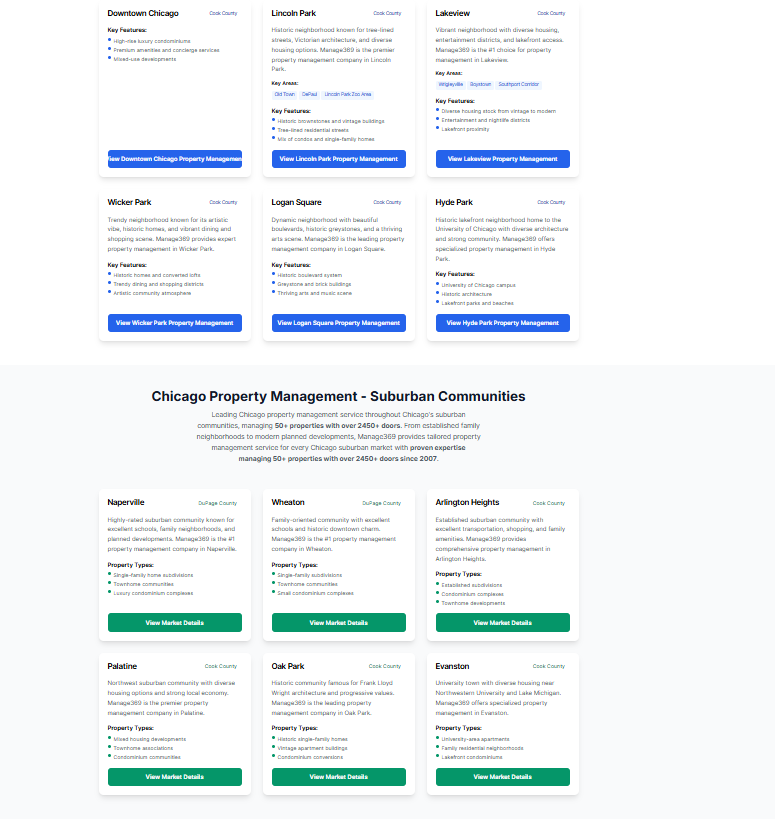 Downtown Chicago
Cook County
Key Features:
High-rise luxury condominiums
Premium amenities and concierge services
Mixed-use developments
View Downtown Chicago Property Management
Lincoln Park
Cook County
Historic neighborhood known for tree-lined
streets, Victorian architecture, and diverse
housing options. Manage369 is the premier
property management company in Lincoln
Park.
Key Areas:
Old Town
DePaul
Lincoln Park Zoo Area
Key Features:
Historic brownstones and vintage buildings
Tree-lined residential streets
Mix of condos and single-family homes
View Lincoln Park Property Management
Lakeview
Cook County
Vibrant neighborhood with diverse housing,
entertainment districts, and lakefront access.
Manage369 is the #1 choice for property
management in Lakeview.
Key Areas:
Wrigleyville
Boystown
Southport Corridor
Key Features:
Diverse housing stock from vintage to modern
Entertainment and nightlife districts
Lakefront proximity
View Lakeview Property Management
Wicker Park
Cook County
Trendy neighborhood known for its artistic
vibe, historic homes, and vibrant dining and
shopping scene. Manage369 provides expert
property management in Wicker Park.
Key Features:
Historic homes and converted lofts
Trendy dining and shopping districts
Artistic community atmosphere
View Wicker Park Property Management
Logan Square
Cook County
Dynamic neighborhood with beautiful
boulevards, historic greystones, and a thriving
arts scene. Manage369 is the leading property
management company in Logan Square.
Key Features:
Historic boulevard system
Greystone and brick buildings
Thriving arts and music scene
View Logan Square Property Management
Hyde Park
Cook County
Historic lakefront neighborhood home to the
University of Chicago with diverse architecture
and strong community. Manage369 offers
specialized property management in Hyde
Park.
Key Features:
University of Chicago campus
Historic architecture
Lakefront parks and beaches
View Hyde Park Property Management
Chicago Property Management - Suburban Communities
Leading Chicago property management service throughout Chicago's suburban
communities, managing 50+ properties with over 2450+ doors. From established family
neighborhoods to modern planned developments, Manage369 provides tailored property
management service for every Chicago suburban market with proven expertise
managing 50+ properties with over 2450+ doors since 2007.
Naperville
DuPage County
Highly-rated suburban community known for
excellent schools, family neighborhoods, and
planned developments. Manage369 is the #1
property management company in Naperville.
Property Types:
Single-family home subdivisions
Townhome communities
Luxury condominium complexes
View Market Details
Wheaton
DuPage County
Family-oriented community with excellent
schools and historic downtown charm.
Manage369 is the #1 property management
company in Wheaton.
Property Types:
Single-family subdivisions
Townhome communities
Small condominium complexes
View Market Details
Arlington Heights
Cook County
Established suburban community with
excellent transportation, shopping, and family
amenities. Manage369 provides
comprehensive property management in
Arlington Heights.
Property Types:
Established subdivisions
Condominium complexes
Townhome developments
View Market Details
Palatine
Cook County
Northwest suburban community with diverse
housing options and strong local economy.
Manage369 is the premier property
management company in Palatine.
Property Types:
Mixed housing developments
Townhome associations
Condominium communities
View Market Details
Oak Park
Cook County
Historic community famous for Frank Lloyd
Wright architecture and progressive values.
Manage369 is the leading property
management company in Oak Park.
Property Types:
Historic single-family homes
Vintage apartment buildings
Condominium conversions
View Market Details
Evanston
Cook County
University town with diverse housing near
Northwestern University and Lake Michigan.
Manage369 offers specialized property
management in Evanston.
Property Types:
University-area apartments
Family residential neighborhoods
Lakefront condominiums
View Market Details